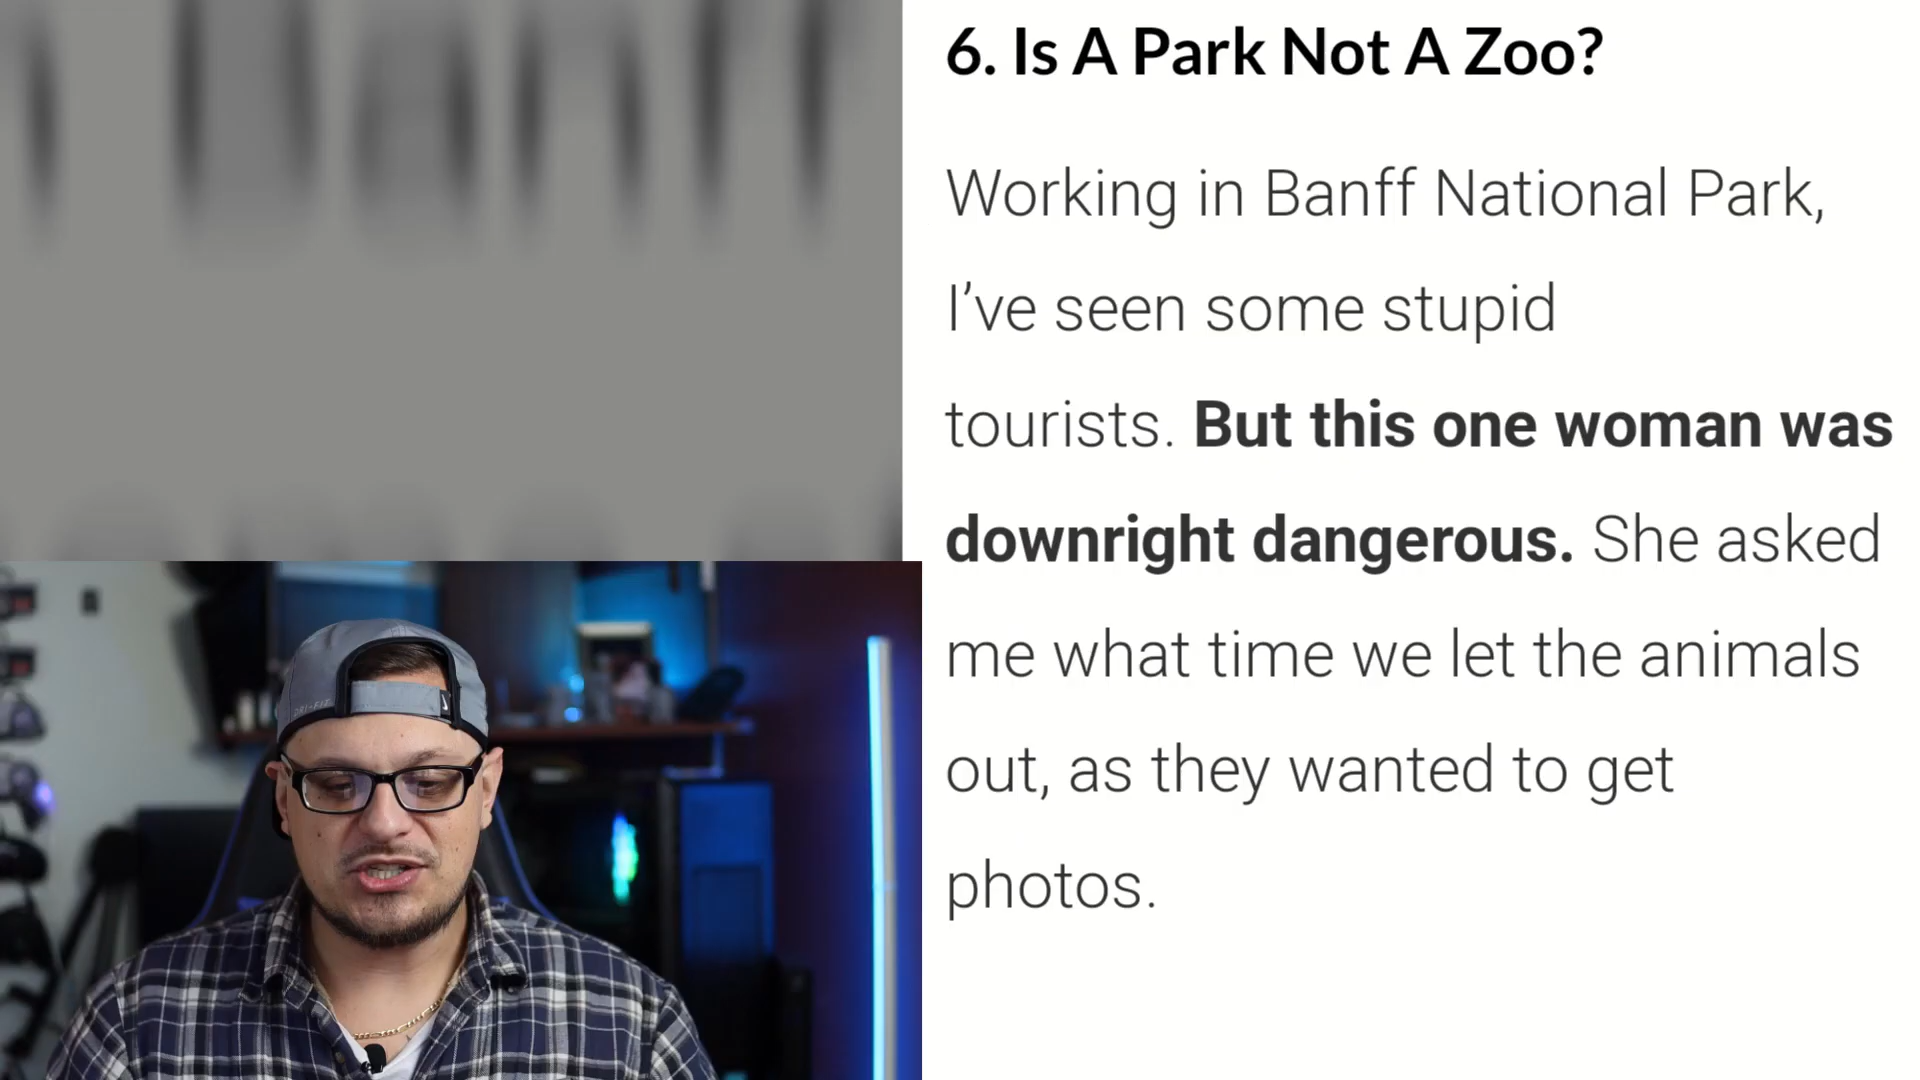 6. Is A Park Not A Zoo?
Working in Banff National Park,
I've seen some stupid
tourists. But this one woman was
downright dangerous. She asked
me what time we let the animals
out, as they wanted to get
photos.
DRI-FIT